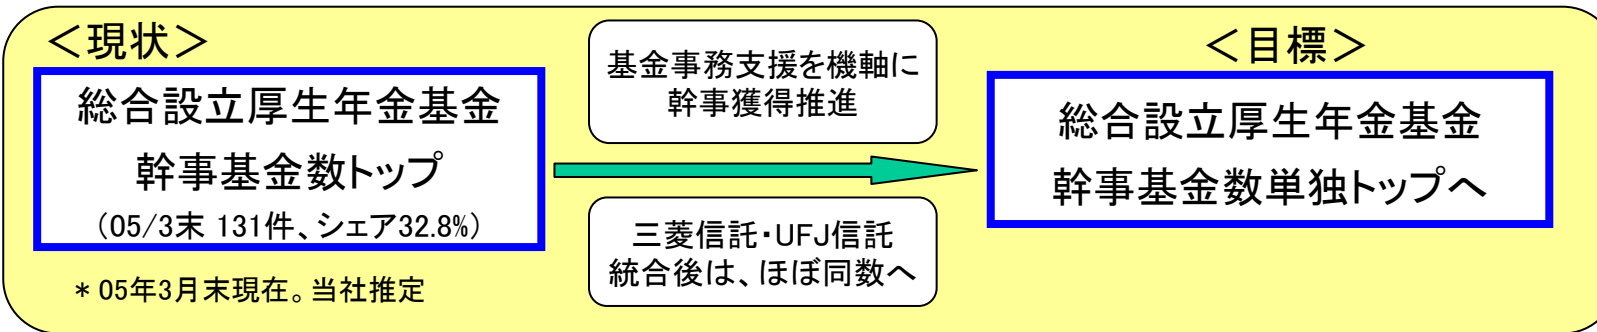 ＜現状＞
総合設立厚生年金基金
幹事基金数トップ
（05/3末 131件、シェア32.8%）
＊05年3月末現在。当社推定
基金事務支援を機軸に
幹事獲得推進
三菱信託・UFJ信託
統合後は、ほぼ同数へ
＜目標＞
総合設立厚生年金基金
幹事基金数単独トップへ